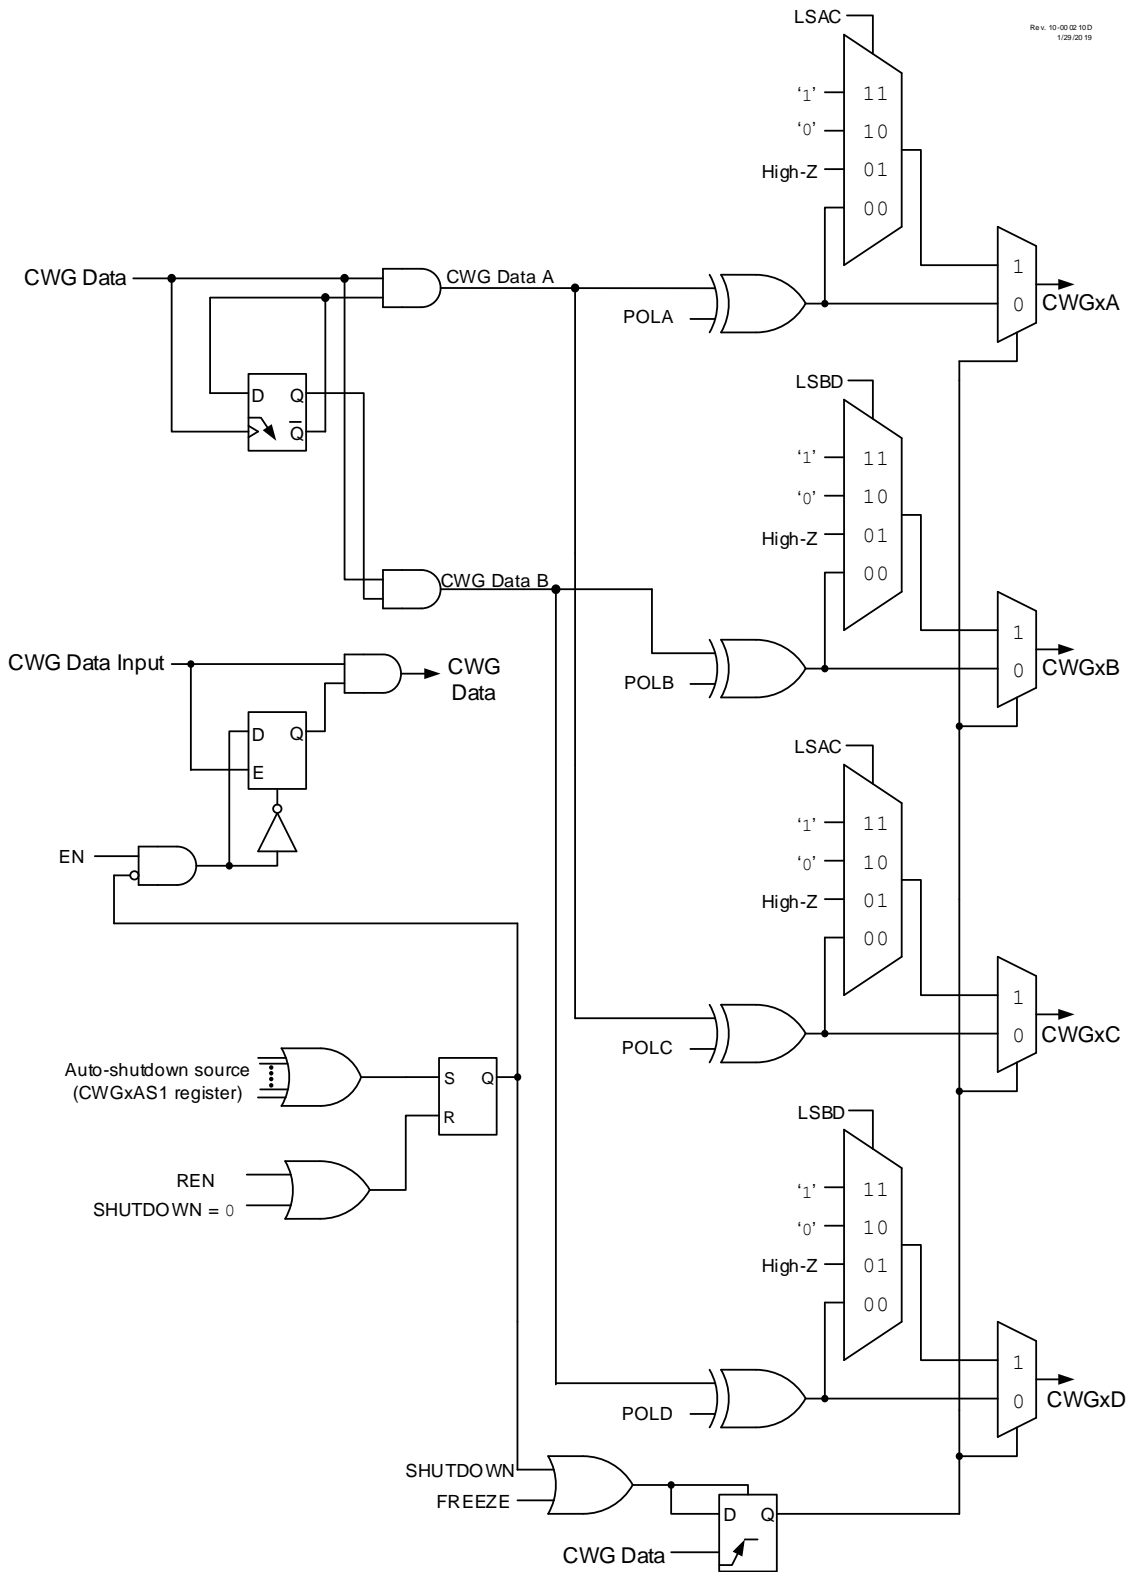 LSAC
Rev. 10-000210D
1/29/2019
‘1’ 11
‘0’ 10
High-Z 01
00
CWG Data
CWG Data A
1
0
CWGxA
POLA
D Q
Q
LSBD
‘1’ 11
‘0’ 10
High-Z 01
00
CWG Data B
1
0
CWGxB
POLB
CWG Data Input
CWG
Data
D Q
E
LSAC
‘1’ 11
‘0’ 10
High-Z 01
00
EN
1
0
CWGxC
POLC
Auto-shutdown source
(CWGxAS1 register)
S Q
R
REN
SHUTDOWN = 0
LSBD
‘1’ 11
‘0’ 10
High-Z 01
00
1
0
CWGxD
POLD
SHUTDOWN
FREEZE
D Q
CWG Data